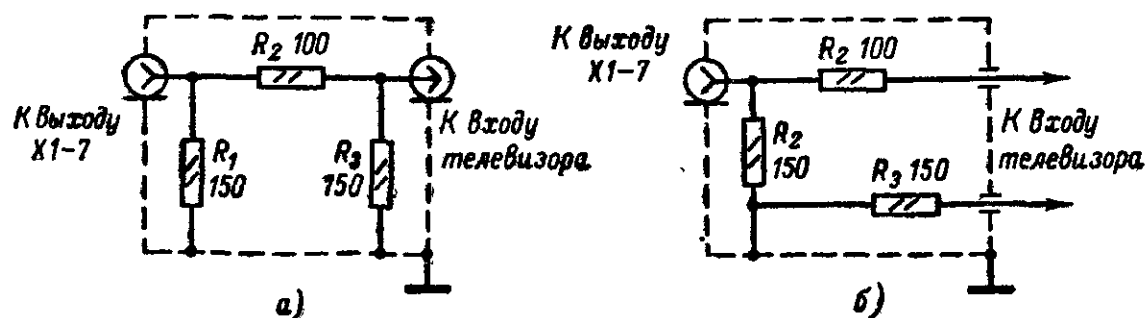 R2 100
К выходу
X1-7
R1
150
R3
150
К входу
телевизора
а)
К выходу
X1-7
R2 100
R2
150
R3 150
К входу
телевизора
б)